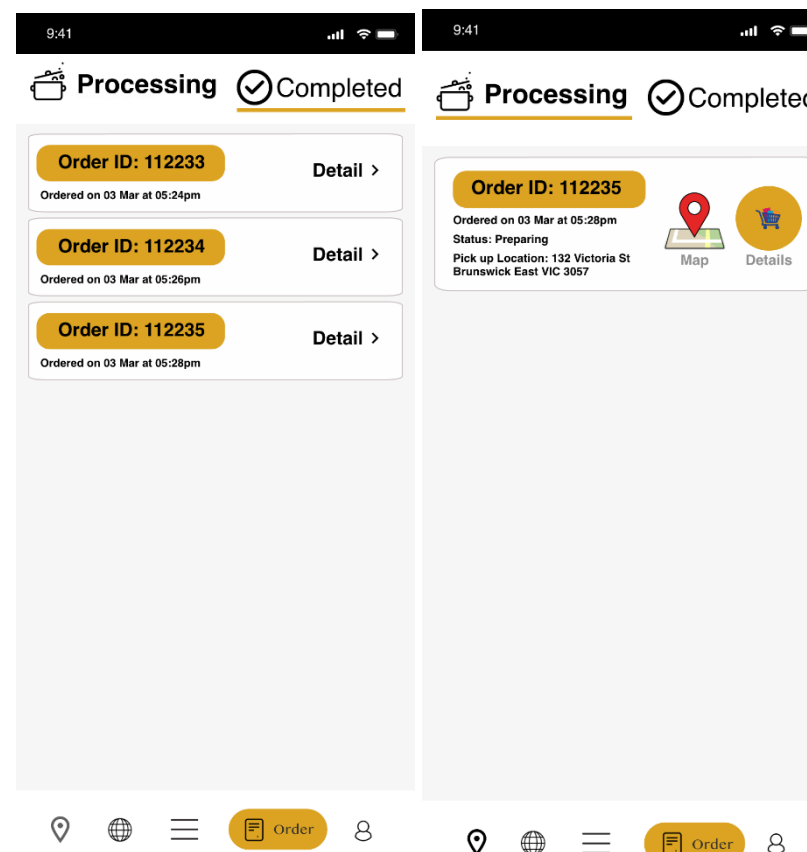 9:41
Processing
Completed
Order ID: 112233
Detail >
Ordered on 03 Mar at 05:24pm
Order ID: 112234
Detail >
Ordered on 03 Mar at 05:26pm
Order ID: 112235
Detail >
Ordered on 03 Mar at 05:28pm
Order
9:41
Processing
Completed
Order ID: 112235
Ordered on 03 Mar at 05:28pm
Status: Preparing
Pick up Location: 132 Victoria St
Brunswick East VIC 3057
Map
Details
Order